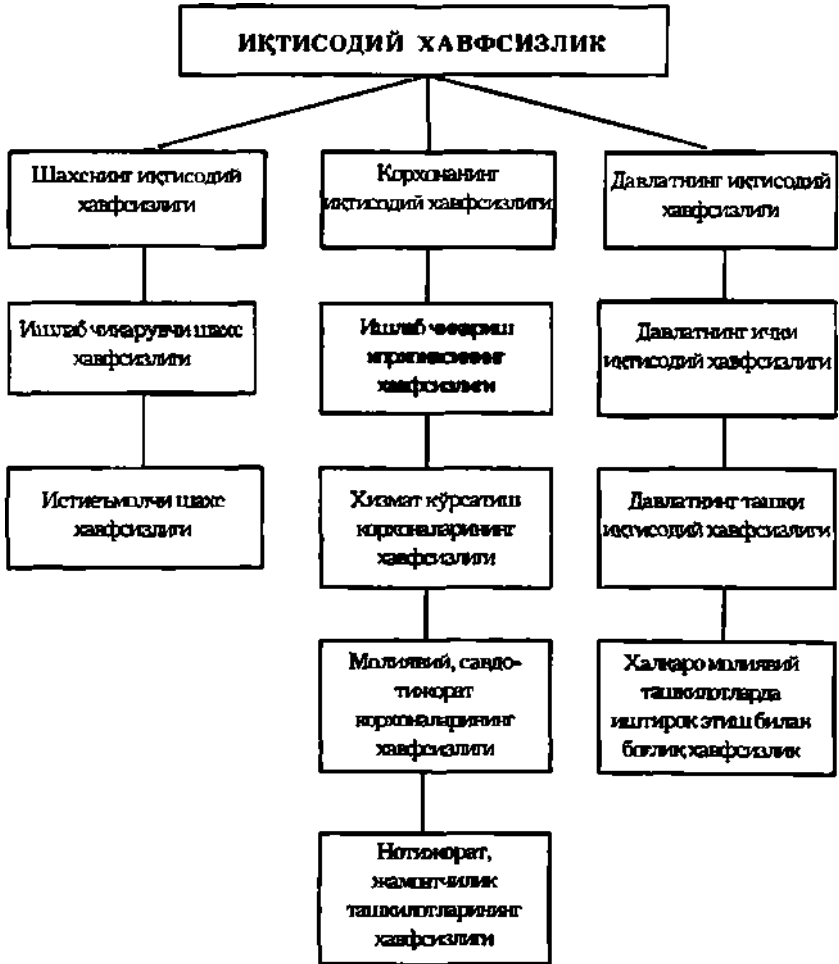 ИҚТИСОДИЙ ХАВФСИЗЛИК
Шахснинг иқтисодий
хавфсизлиги
Ишлаб чиқарувчи шахс
хавфсизлиги
Истиеъмолчи шахс
хавфсизлиги
Корхонанинг
иқтисодий хавфсизлиги
Ишлаб чиқариш
хавфсизлиги
Хизмат кўрсатиш
корхоналарининг
хавфсизлиги
Молиявий, савдо-
тижорат
корхоналарининг
хавфсизлиги
Нотижорат,
жамоатчилик
ташкилотларининг
хавфсизлиги
Давлатнинг иқтисодий
хавфсизлиги
Давлатнинг ички
иқтисодий хавфсизлиги
Давлатнинг ташқи
иқтисодий хавфсизлиги
Халқаро молиявий
ташкилотларда
иштирок этиш билан
боғлиқ хавфсизлик